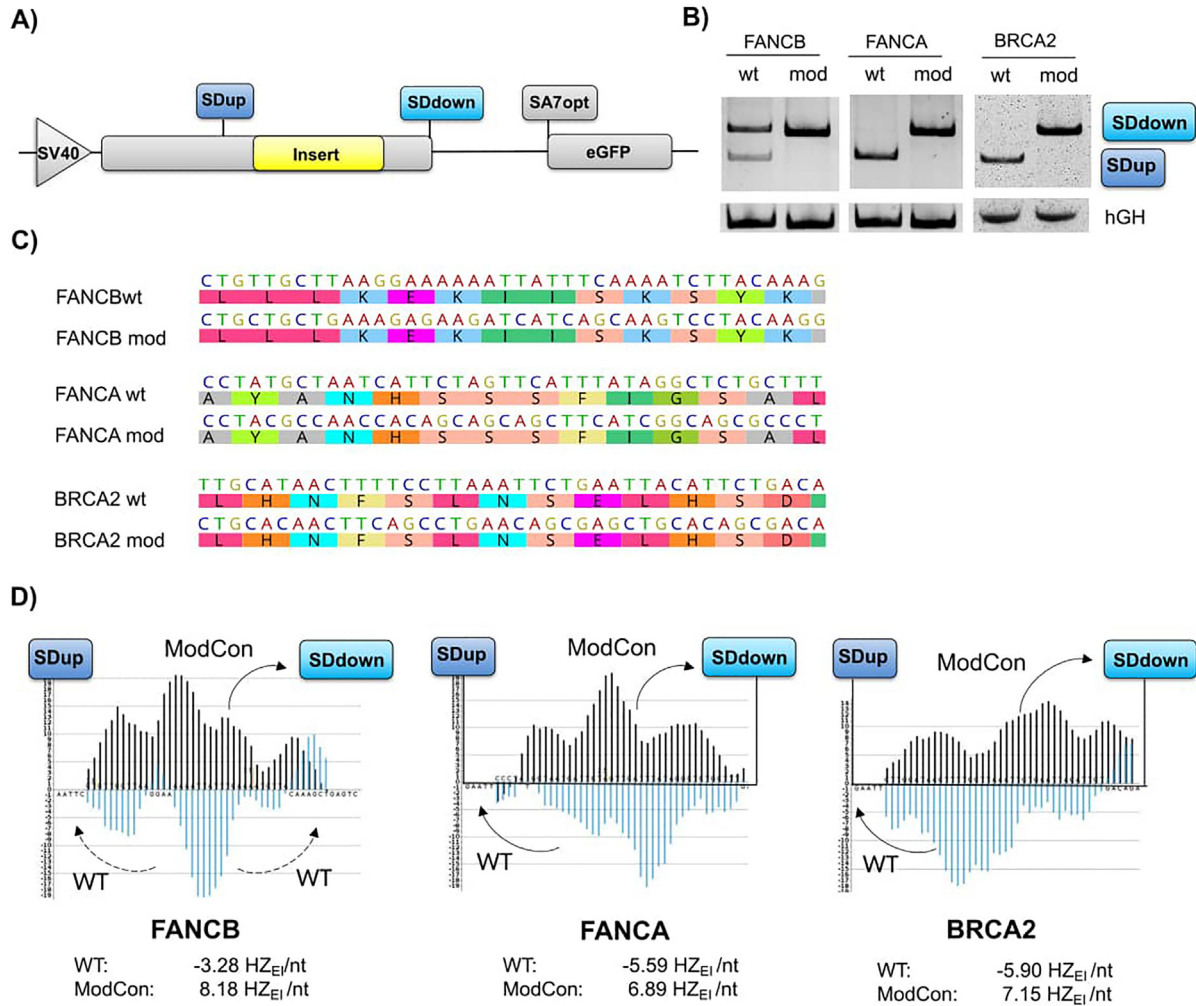 A)
SDup
SDdown
SA7opt
SV40
Insert
eGFP
B)
FANCB FANCA BRCA2
wt mod wt mod wt mod
SDdown
SDup
hGH
C)
CTGTTGCTTAAGGAAAAAATTATTTCAAAATCTTACAAAG
FANCBwt
L L L K E K I I S K S Y K
CTGCTGCTGAAAGAGAAGATCATCAGCAAGTCCTACAAGG
FANCB mod
L L L K E K I I S K S Y K
CCTATGCTAATCATTCTAGTTCATTTATAGGCTCTGCTTT
FANCA wt
A Y A N H S S S F I G S A L
CCTACGCCAACCACAGCAGCAGCTTCATCGGCAGCGCCCT
FANCA mod
A Y A N H S S S F I G S A L
TTGCATAACTTTTCCTTAAATTCTGAATTACATTCTGACA
BRCA2 wt
L H N F S L N S E L H S D
CTGCACAACTTCAGCCTGAACAGCGAGCTGCACAGCGACA
BRCA2 mod
L H N F S L N S E L H S D
D)
SDup
ModCon
SDdown
WT
WT
FANCB
WT: -3.28 HZEI/nt
ModCon: 8.18 HZEI/nt
SDup
ModCon
SDdown
WT
FANCA
WT: -5.59 HZEI/nt
ModCon: 6.89 HZEI/nt
SDup
ModCon
SDdown
WT
BRCA2
WT: -5.90 HZEI/nt
ModCon: 7.15 HZEI/nt